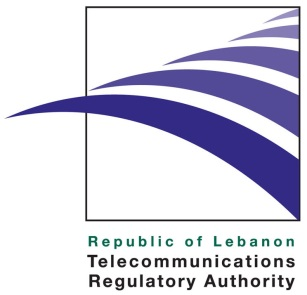 Republic of Lebanon
Telecommunications
Regulatory Authority